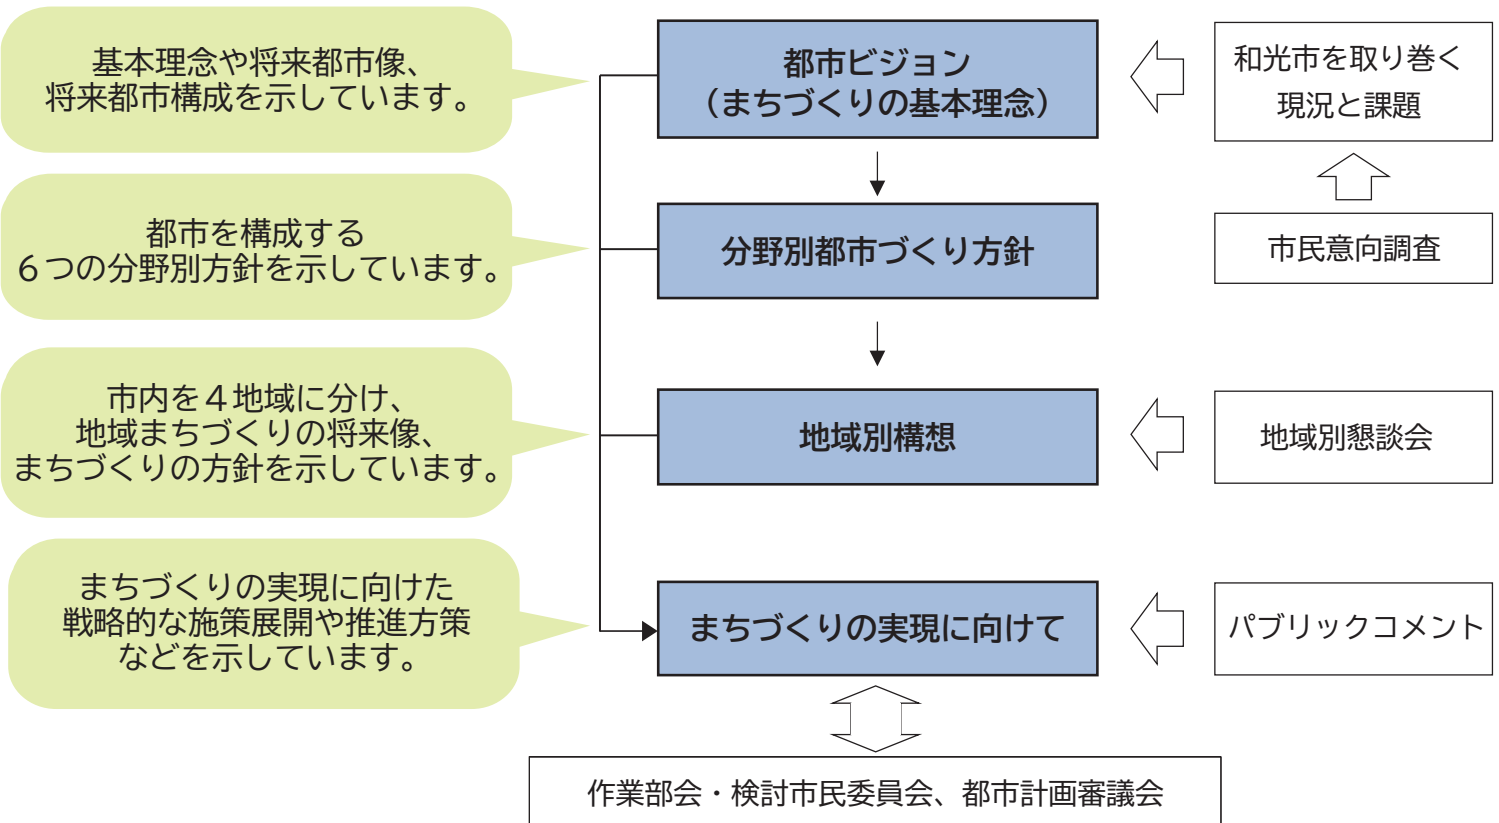 基本理念や将来都市像、
将来都市構成を示しています。
都市ビジョン
（まちづくりの基本理念）
和光市を取り巻く
現況と課題
都市を構成する
６つの分野別方針を示しています。
分野別都市づくり方針
市民意向調査
市内を４地域に分け、
地域まちづくりの将来像、
まちづくりの方針を示しています。
地域別構想
地域別懇談会
まちづくりの実現に向けた
戦略的な施策展開や推進方策
などを示しています。
まちづくりの実現に向けて
パブリックコメント
作業部会・検討市民委員会、都市計画審議会